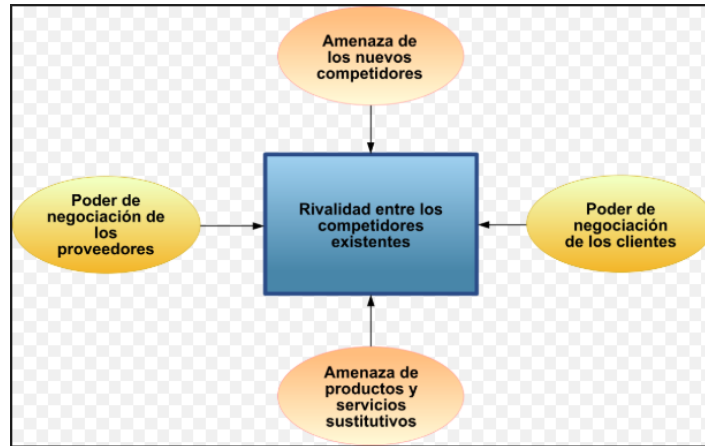 Amenaza de
los nuevos
competidores
Poder de
negociación de
los
proveedores
Rivalidad entre los
competidores
existentes
Poder de
negociación
de los clientes
Amenaza de
productos y
servicios
sustitutivos